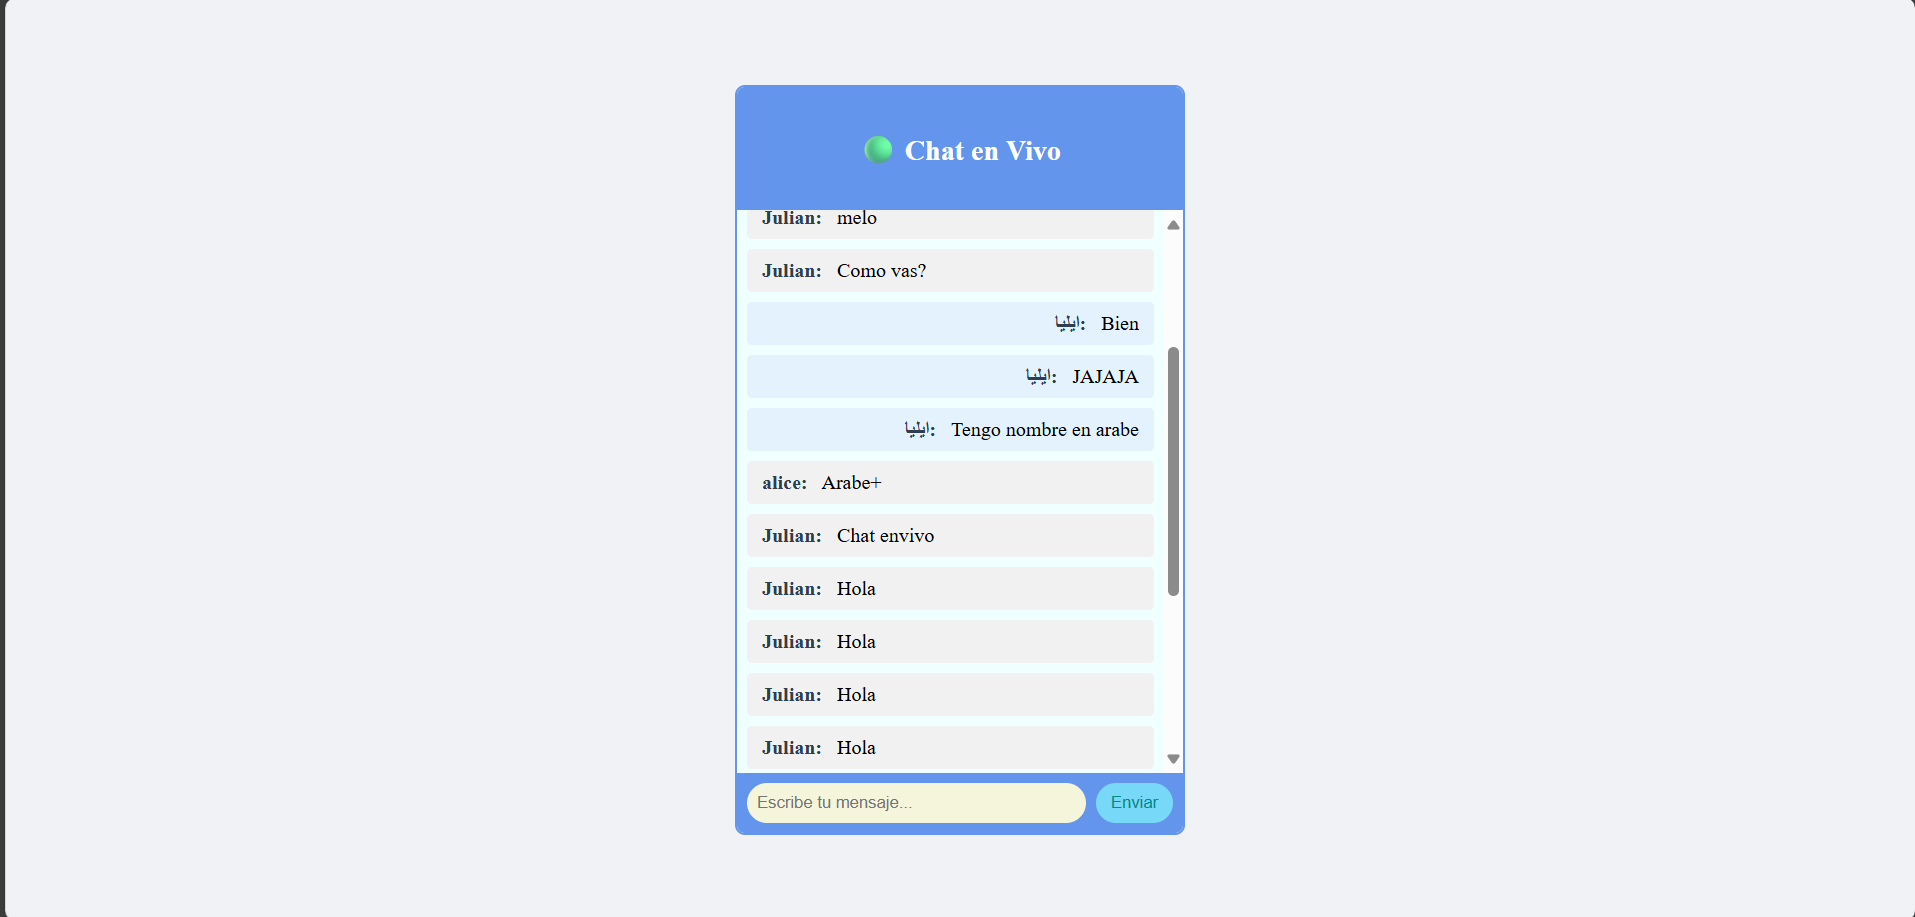 Chat en Vivo
Julian: melo
Julian: Como vas?
ايليا: Bien
ايليا: JAJAJA
ايليا: Tengo nombre en arabe
alice: Arabe+
Julian: Chat envivo
Julian: Hola
Julian: Hola
Julian: Hola
Julian: Hola
Escribe tu mensaje... Enviar